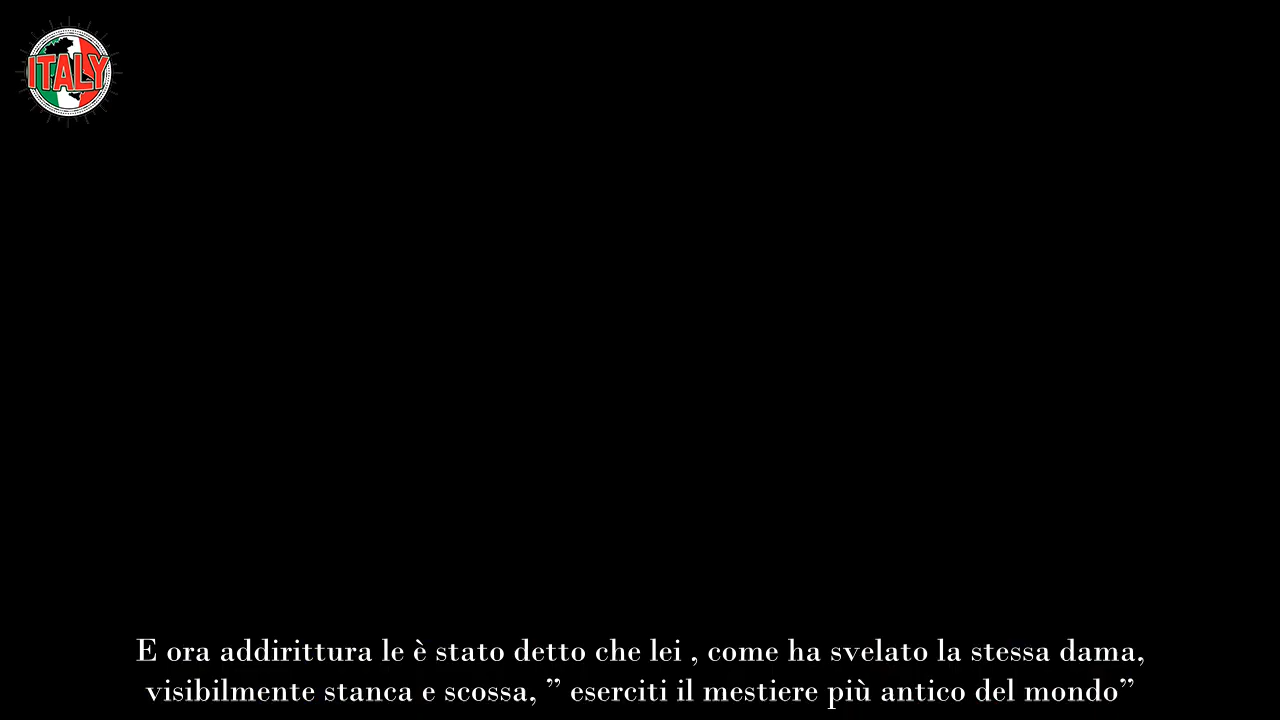 ITALY
E ora addirittura le è stato detto che lei , come ha svelato la stessa dama,
visibilmente stanca e scossa, ” eserciti il mestiere più antico del mondo”